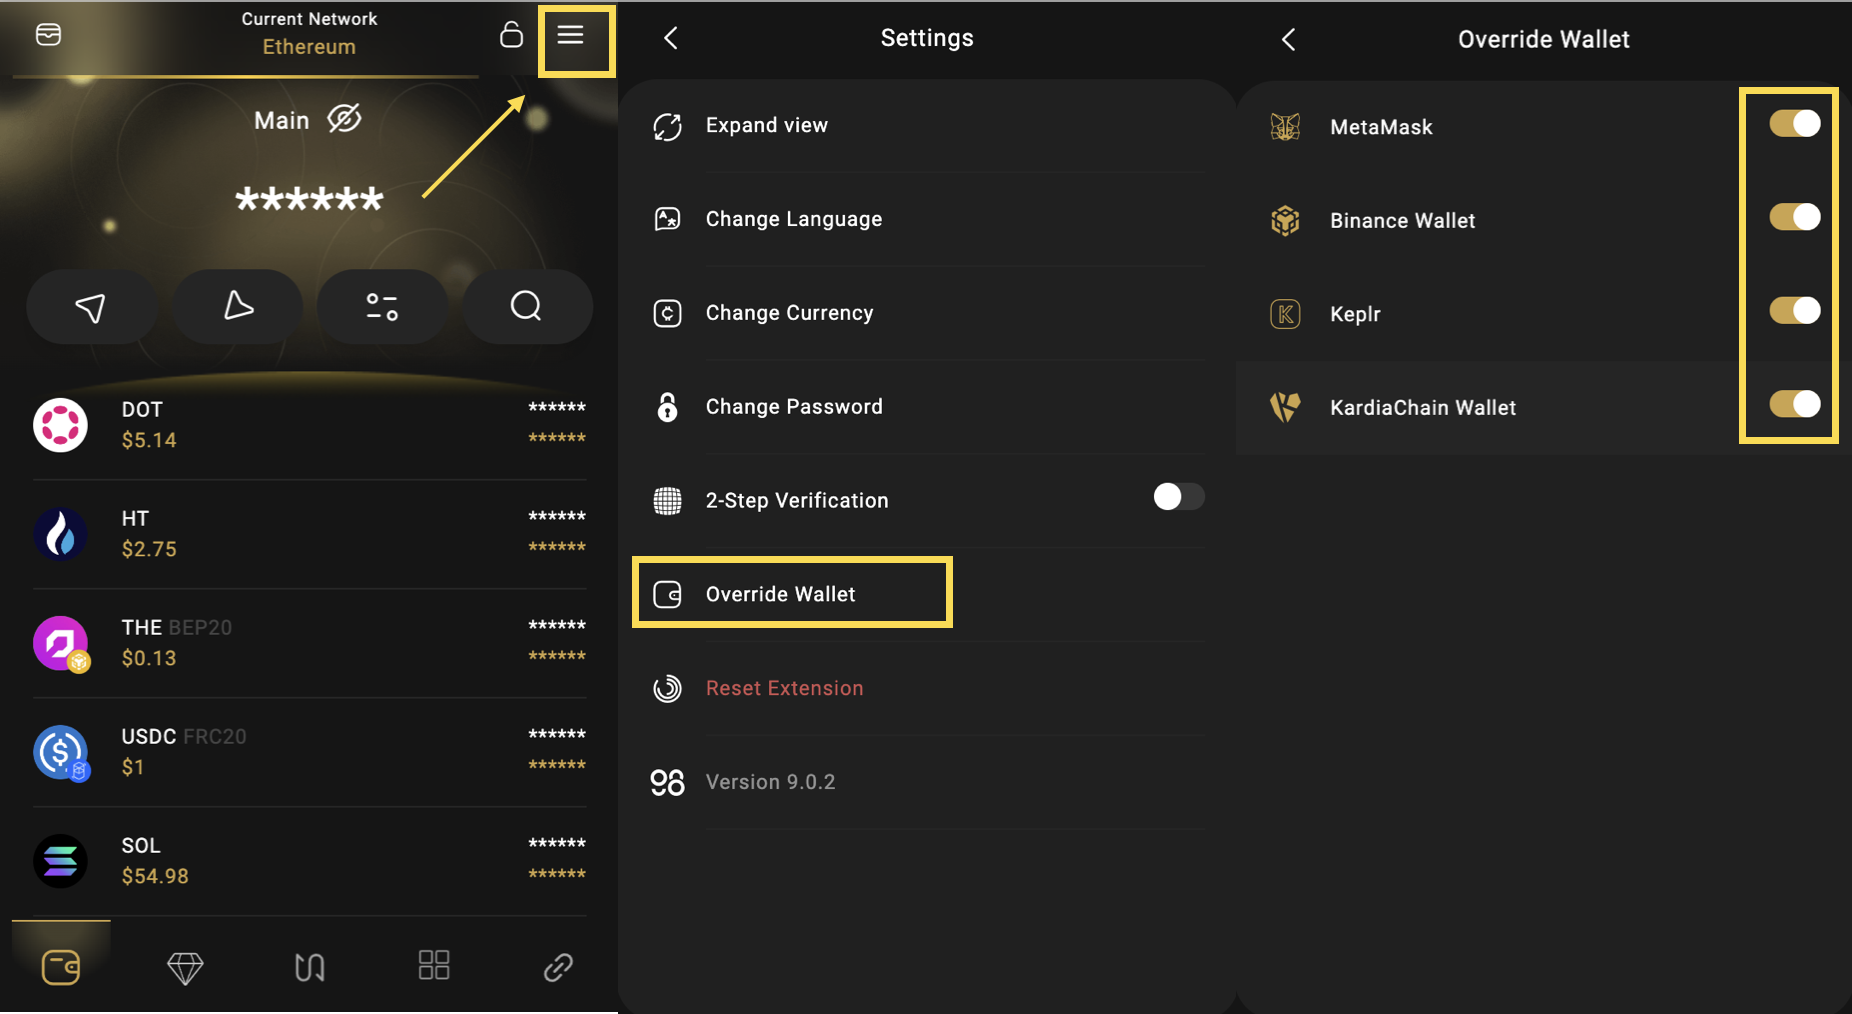 Current Network
Ethereum
Main
******
DOT
$5.14
******
******
HT
$2.75
******
******
THE BEP20
$0.13
******
******
USDC FRC20
$1
******
******
SOL
$54.98
******
******
Settings
Expand view
Change Language
Change Currency
Change Password
2-Step Verification
Override Wallet
Reset Extension
Version 9.0.2
Override Wallet
MetaMask
Binance Wallet
Keplr
KardiaChain Wallet